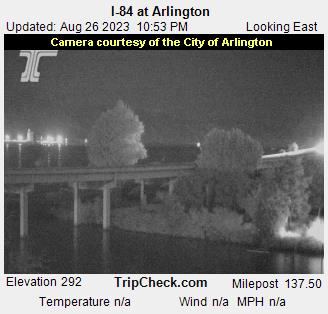 I-84 at Arlington
Updated: Aug 26 2023 10:53 PM Looking East
Camera courtesy of the City of Arlington
Elevation 292 TripCheck.com Milepost 137.50
Temperature n/a Wind n/a MPH n/a